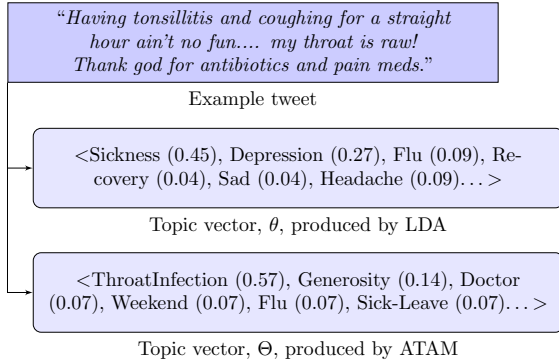 “Having tonsillitis and coughing for a straight
hour ain't no fun.... my throat is raw!
Thank god for antibiotics and pain meds.”
Example tweet
<Sickness (0.45), Depression (0.27), Flu (0.09), Re-
covery (0.04), Sad (0.04), Headache (0.09)...>
Topic vector, θ, produced by LDA
<ThroatInfection (0.57), Generosity (0.14), Doctor
(0.07), Weekend (0.07), Flu (0.07), Sick-Leave (0.07)...>
Topic vector, Θ, produced by ATAM